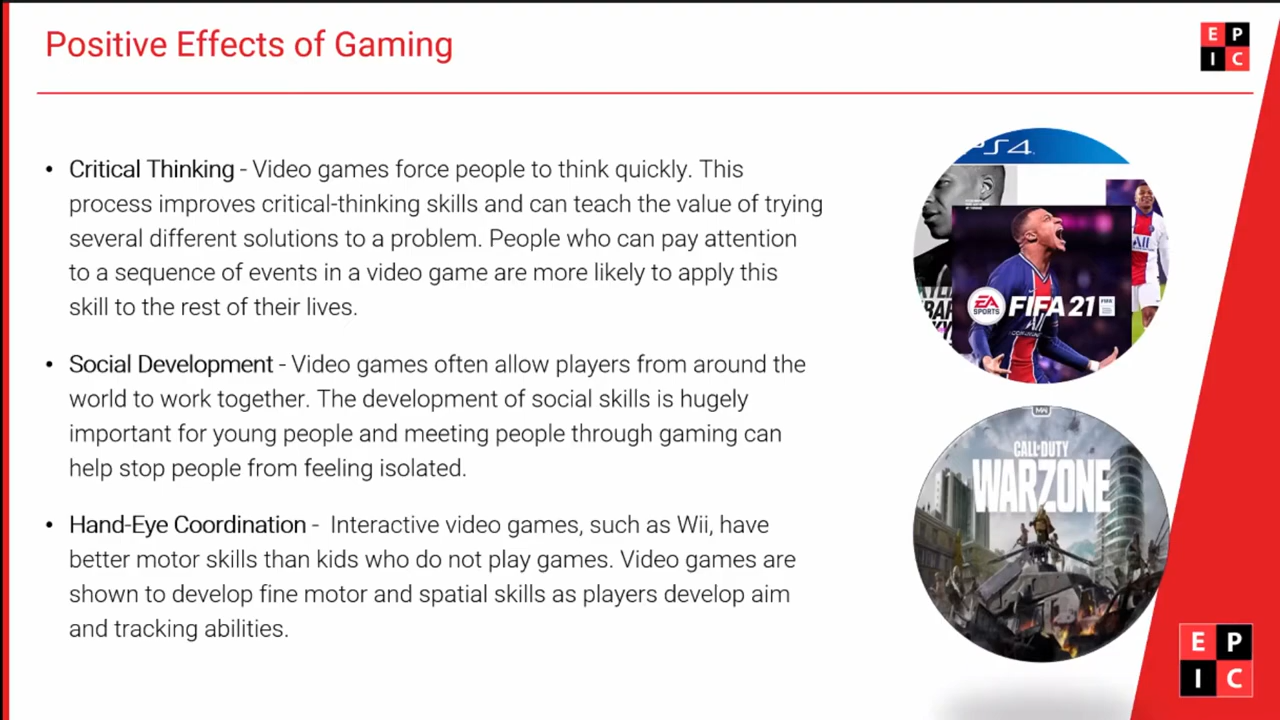 Positive Effects of Gaming
E P
I C
• Critical Thinking - Video games force people to think quickly. This
process improves critical-thinking skills and can teach the value of trying
several different solutions to a problem. People who can pay attention
to a sequence of events in a video game are more likely to apply this
skill to the rest of their lives.
• Social Development - Video games often allow players from around the
world to work together. The development of social skills is hugely
important for young people and meeting people through gaming can
help stop people from feeling isolated.
• Hand-Eye Coordination - Interactive video games, such as Wii, have
better motor skills than kids who do not play games. Video games are
shown to develop fine motor and spatial skills as players develop aim
and tracking abilities.
PS4
EA
SPORTS
FIFA 21
MW
CALL OF DUTY
WARZONE
E P
I C